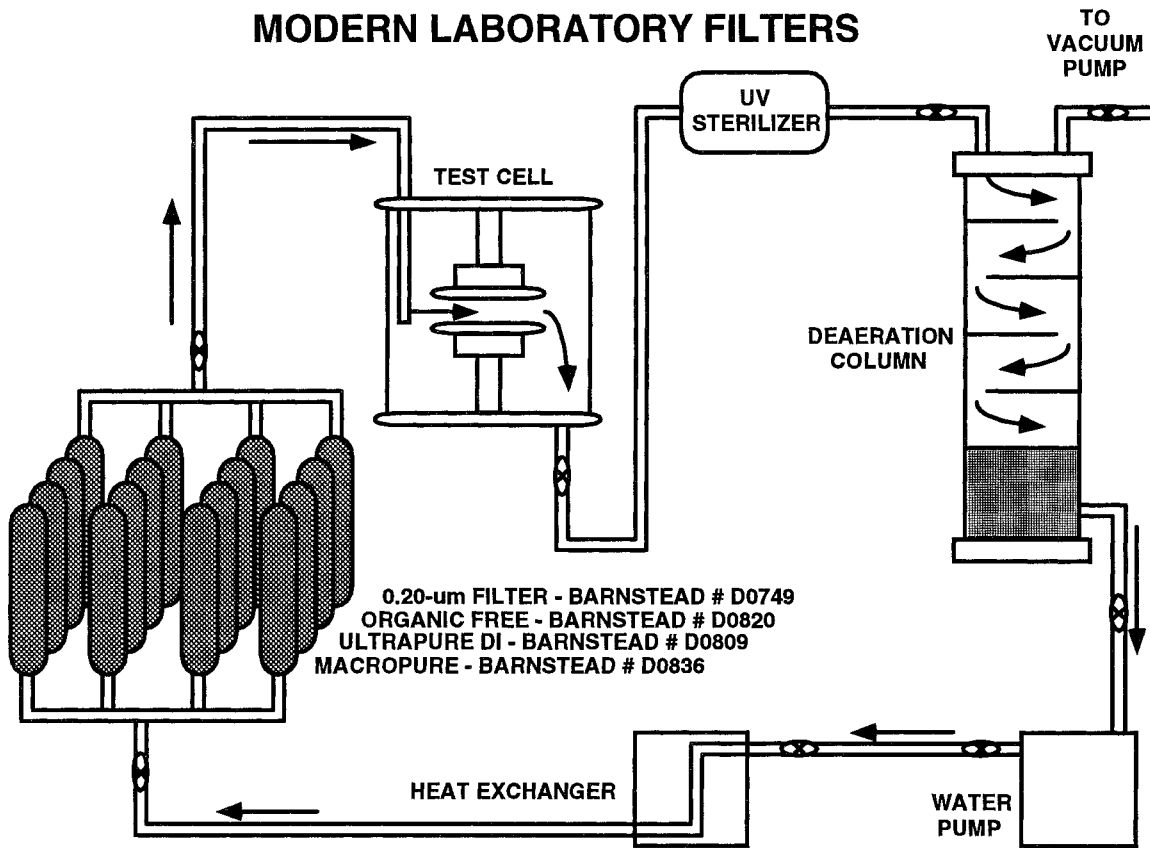 MODERN LABORATORY FILTERS
TO
VACUUM
PUMP
UV
STERILIZER
TEST CELL
DEAERATION
COLUMN
0.20-um FILTER - BARNSTEAD # D0749
ORGANIC FREE - BARNSTEAD # D0820
ULTRAPURE DI - BARNSTEAD # D0809
MACROPURE - BARNSTEAD # D0836
HEAT EXCHANGER
WATER
PUMP